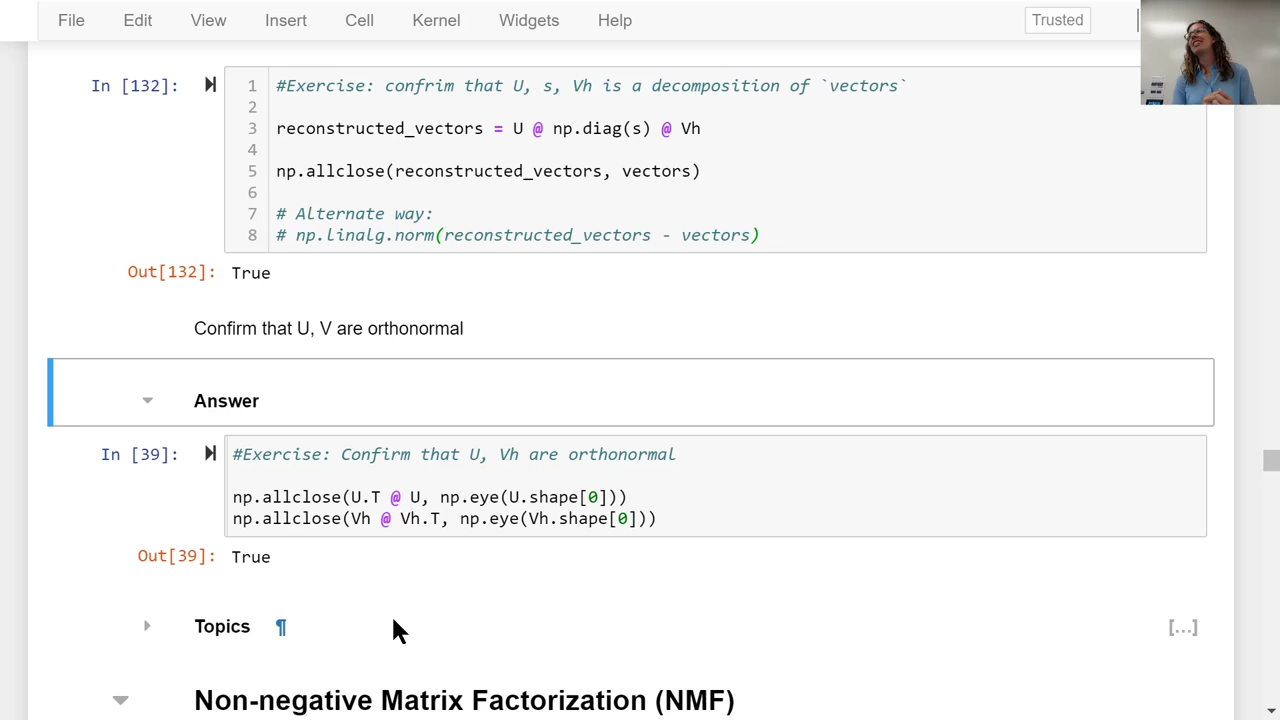 File Edit View Insert Cell Kernel Widgets Help Trusted
In [132]:
1 #Exercise: confrim that U, s, Vh is a decomposition of `vectors`
2
3 reconstructed_vectors = U @ np.diag(s) @ Vh
4
5 np.allclose(reconstructed_vectors, vectors)
6
7 # Alternate way:
8 # np.linalg.norm(reconstructed_vectors - vectors)
Out[132]: True
Confirm that U, V are orthonormal
Answer
In [39]:
#Exercise: Confirm that U, Vh are orthonormal
np.allclose(U.T @ U, np.eye(U.shape[0]))
np.allclose(Vh @ Vh.T, np.eye(Vh.shape[0]))
Out[39]: True
Topics ¶ [...]
Non-negative Matrix Factorization (NMF)